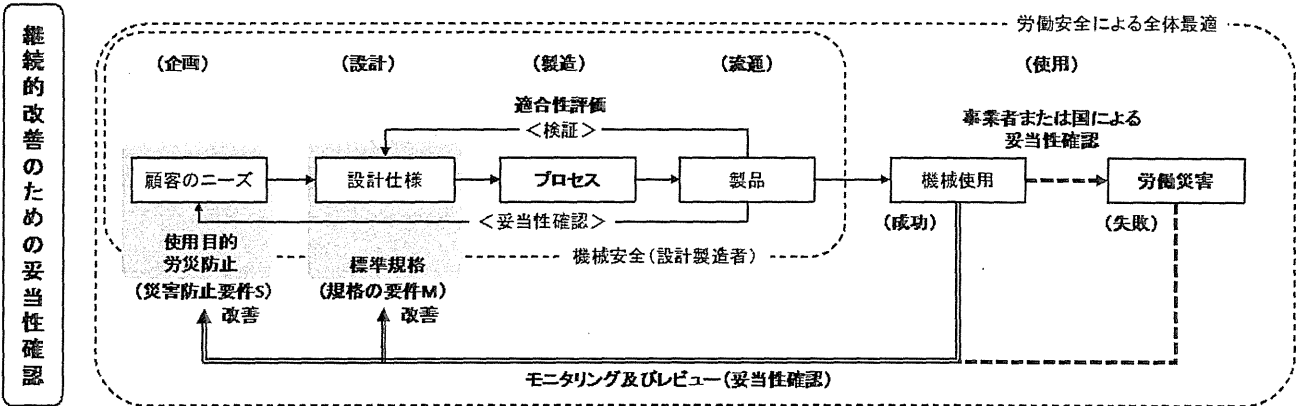 継続的改善のための妥当性確認
労働安全による全体最適
(企画) (設計) (製造) (流通) (使用)
適合性評価
＜検証＞
事業者または国による
妥当性確認
顧客のニーズ 設計仕様 プロセス 製品 機械使用 労働災害
＜妥当性確認＞
(成功) (失敗)
使用目的
労災防止
機械安全(設計製造者)
標準規格
(災害防止要件S) (規格の要件M)
改善 改善
モニタリング及びレビュー(妥当性確認)